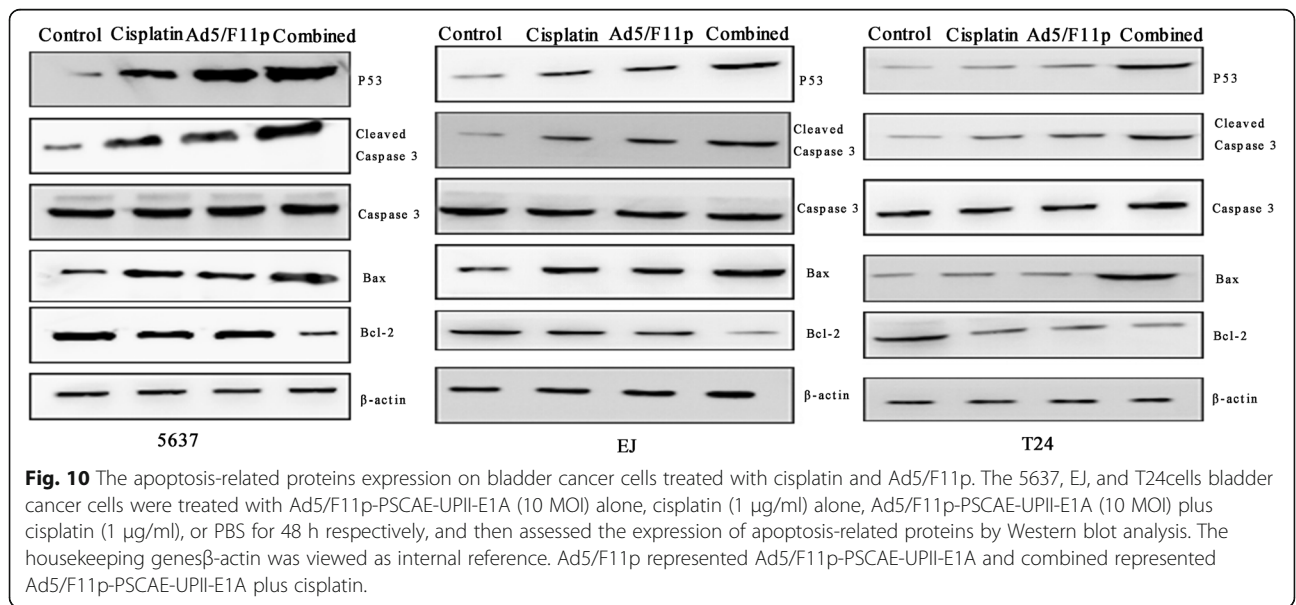 Control Cisplatin Ad5/F11p Combined
P53
Cleaved
Caspase 3
Caspase 3
Bax
Bcl-2
β-actin
5637
Control Cisplatin Ad5/F11p Combined
P53
Cleaved
Caspase 3
Caspase 3
Bax
Bcl-2
β-actin
EJ
Control Cisplatin Ad5/F11p Combined
P53
Cleaved
Caspase 3
Caspase 3
Bax
Bcl-2
β-actin
T24
Fig. 10 The apoptosis-related proteins expression on bladder cancer cells treated with cisplatin and Ad5/F11p. The 5637, EJ, and T24cells bladder
cancer cells were treated with Ad5/F11p-PSCAE-UPII-E1A (10 MOI) alone, cisplatin (1 μg/ml) alone, Ad5/F11p-PSCAE-UPII-E1A (10 MOI) plus
cisplatin (1 μg/ml), or PBS for 48 h respectively, and then assessed the expression of apoptosis-related proteins by Western blot analysis. The
housekeeping genesβ-actin was viewed as internal reference. Ad5/F11p represented Ad5/F11p-PSCAE-UPII-E1A and combined represented
Ad5/F11p-PSCAE-UPII-E1A plus cisplatin.